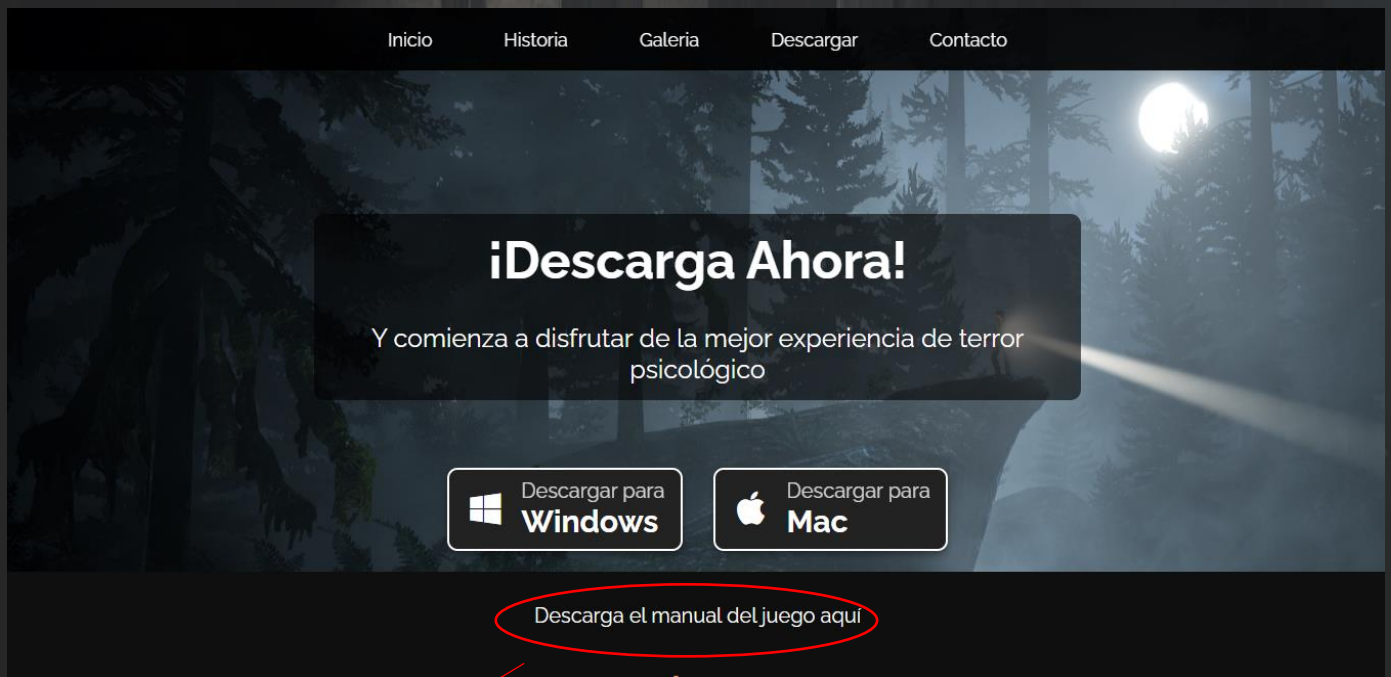 Inicio Historia Galeria Descargar Contacto
¡Descarga Ahora!
Y comienza a disfrutar de la mejor experiencia de terror
psicológico
Descargar para
Windows
Descargar para
Mac
Descarga el manual del juego aquí